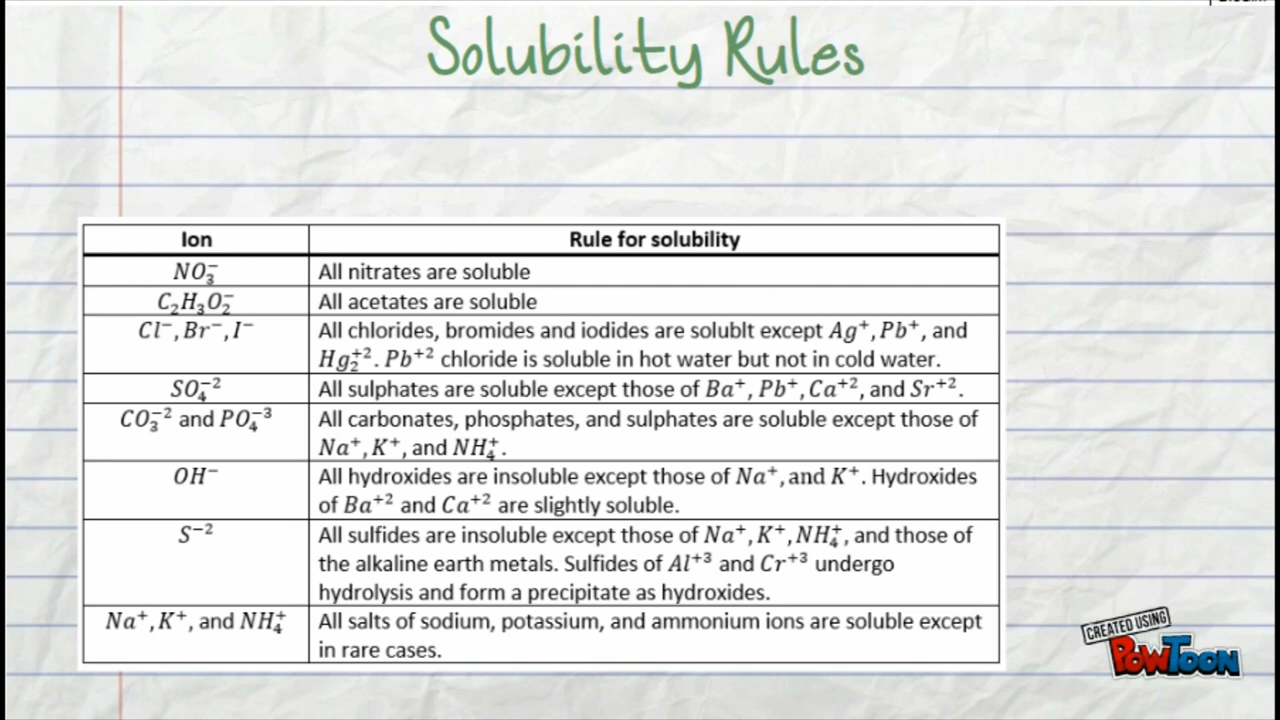 Solubility Rules
Ion Rule for solubility
NO₃⁻ All nitrates are soluble
C₂H₃O₂⁻ All acetates are soluble
Cl⁻, Br⁻, I⁻ All chlorides, bromides and iodides are solublt except Ag⁺, Pb⁺, and
Hg₂⁺². Pb⁺² chloride is soluble in hot water but not in cold water.
SO₄⁻² All sulphates are soluble except those of Ba⁺, Pb⁺, Ca⁺², and Sr⁺².
CO₃⁻² and PO₄⁻³ All carbonates, phosphates, and sulphates are soluble except those of
Na⁺, K⁺, and NH₄⁺.
OH⁻ All hydroxides are insoluble except those of Na⁺, and K⁺. Hydroxides
of Ba⁺² and Ca⁺² are slightly soluble.
S⁻² All sulfides are insoluble except those of Na⁺, K⁺, NH₄⁺, and those of
the alkaline earth metals. Sulfides of Al⁺³ and Cr⁺³ undergo
hydrolysis and form a precipitate as hydroxides.
Na⁺, K⁺, and NH₄⁺ All salts of sodium, potassium, and ammonium ions are soluble except
in rare cases.
CREATED USING
POWTOON